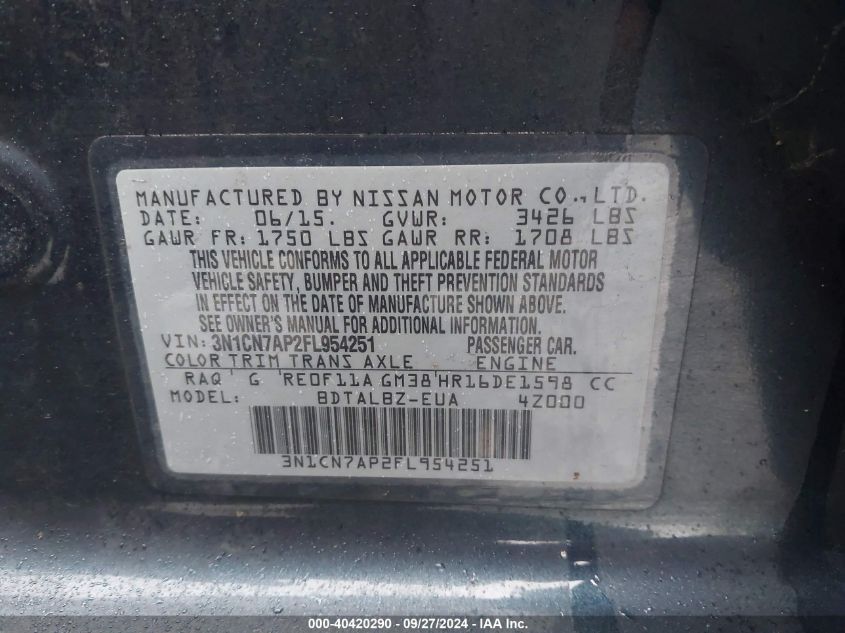 MANUFACTURED BY NISSAN MOTOR CO., LTD.
DATE: 06/15. GVWR: 3426 LBS
GAWR FR: 1750 LBS GAWR RR: 1708 LBS
THIS VEHICLE CONFORMS TO ALL APPLICABLE FEDERAL MOTOR
VEHICLE SAFETY, BUMPER AND THEFT PREVENTION STANDARDS
IN EFFECT ON THE DATE OF MANUFACTURE SHOWN ABOVE.
SEE OWNER'S MANUAL FOR ADDITIONAL INFORMATION.
VIN: 3N1CN7AP2FL954251 PASSENGER CAR.
COLOR TRIM TRANS AXLE ENGINE
RAQ G RE0F11A GM38 HR16DE1598 CC
MODEL: BDTALBZ-EUA 4Z000
3N1CN7AP2FL954251
000-40420290 - 09/27/2024 - IAA Inc.